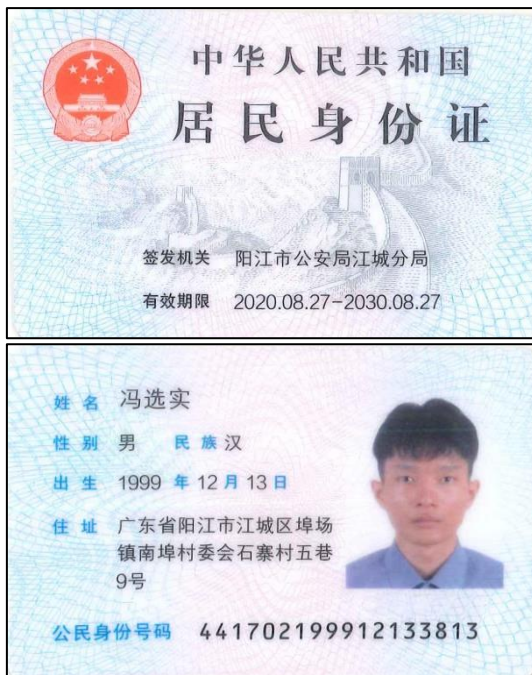 中华人民共和国
居民身份证
签发机关 阳江市公安局江城分局
有效期限 2020.08.27-2030.08.27
姓名 冯选实
性别 男 民族 汉
出生 1999 年 12 月 13 日
住址 广东省阳江市江城区埠场
镇南埠村委会石寨村五巷
9号
公民身份号码 441702199912133813